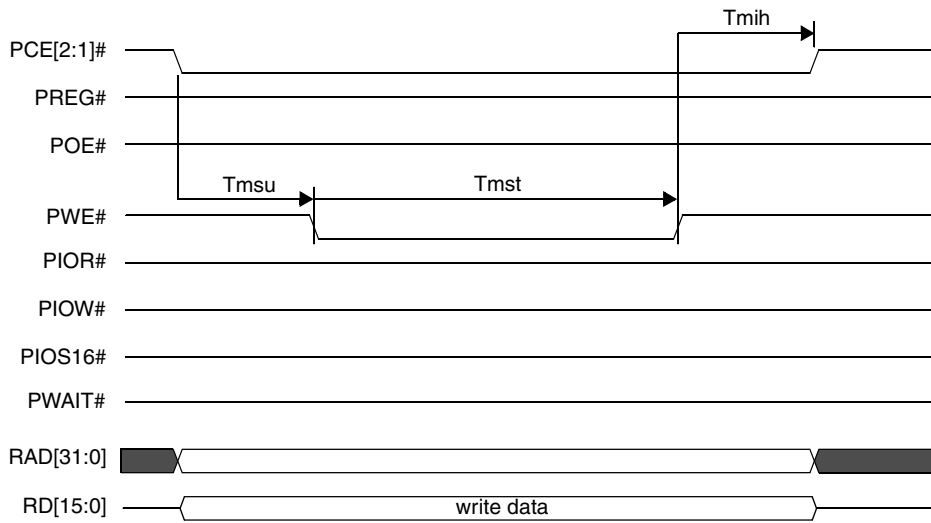 Tmih
PCE[2:1]#
PREG#
POE#
Tmsu Tmst
PWE#
PIOR#
PIOW#
PIOS16#
PWAIT#
RAD[31:0]
RD[15:0] write data